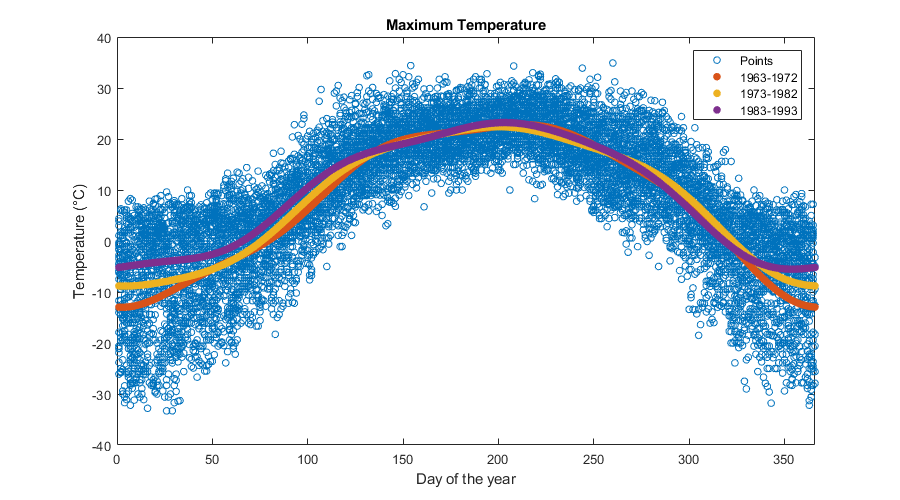 Maximum Temperature
Points
1963-1972
1973-1982
1983-1993
Temperature (°C)
40
30
20
10
0
-10
-20
-30
-40
0 50 100 150 200 250 300 350
Day of the year